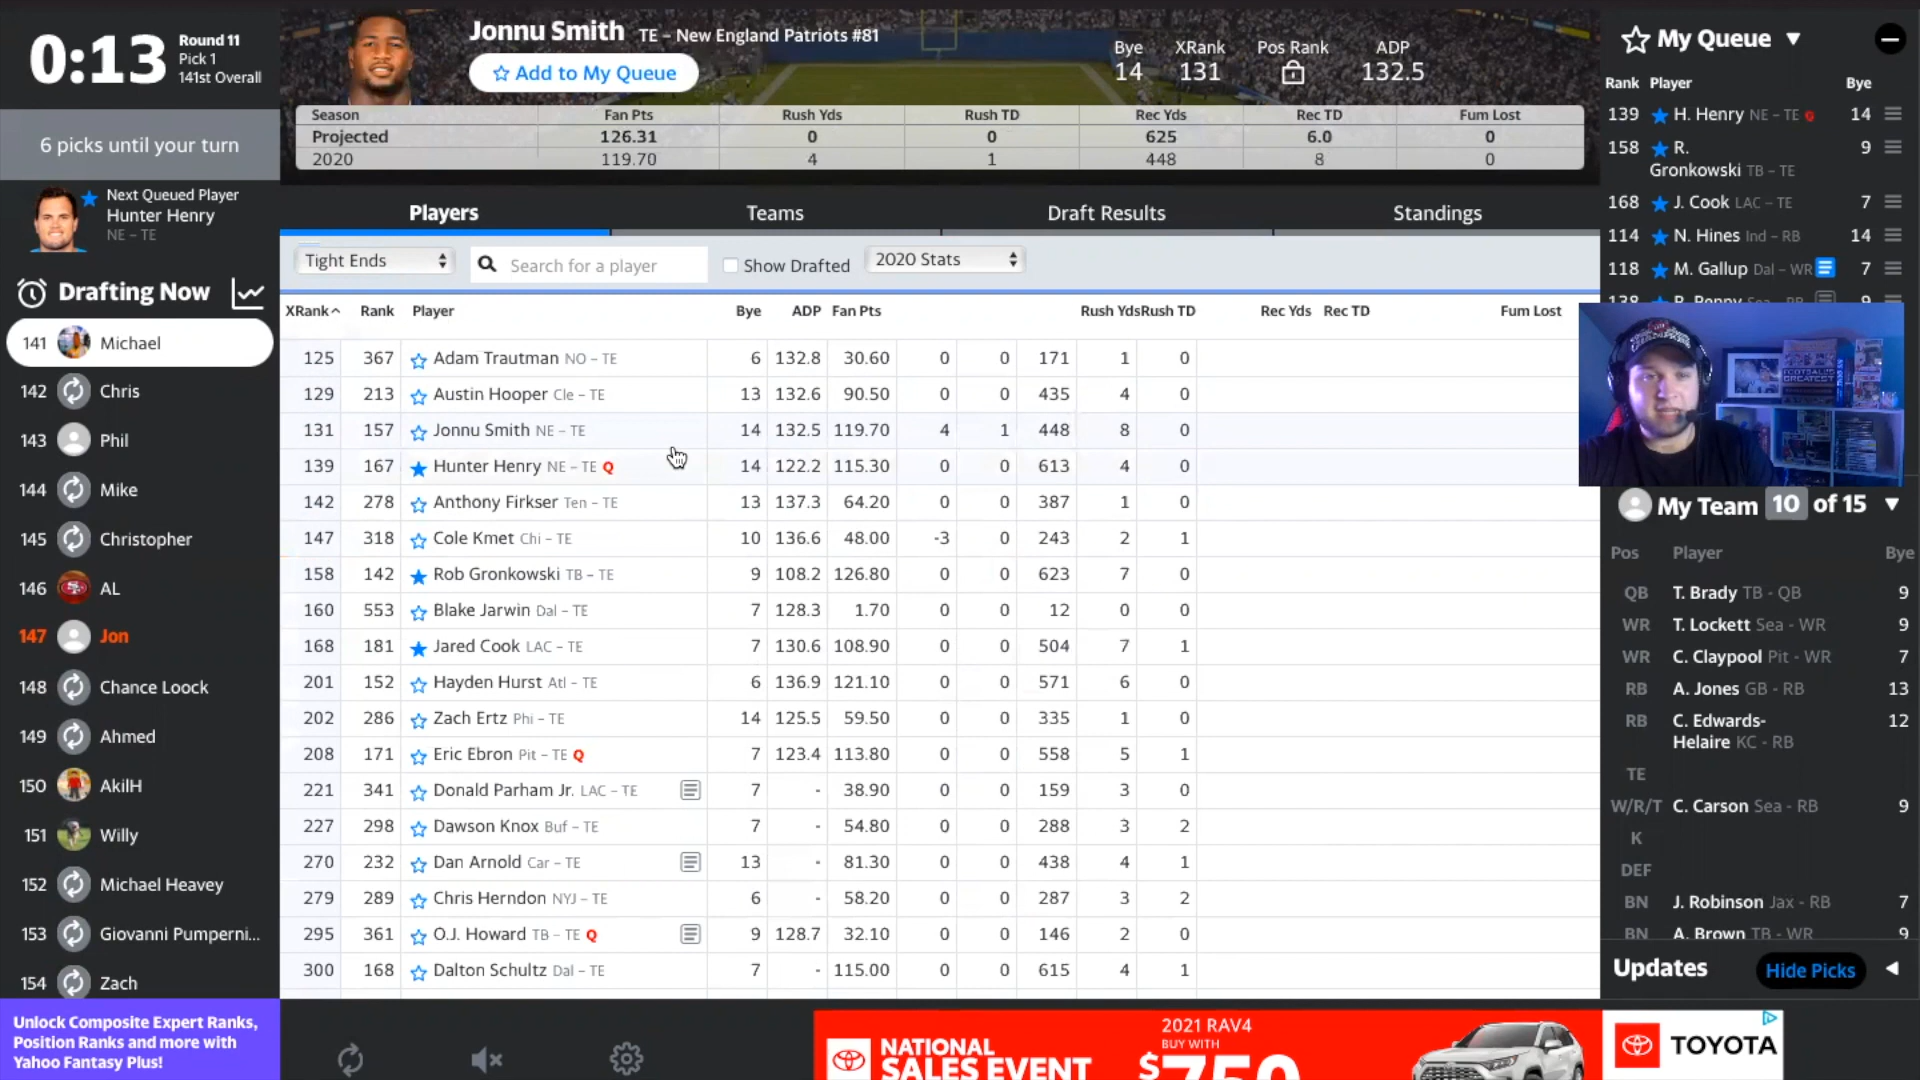 0:13
Round 11
Pick 1
141st Overall
6 picks until your turn
Next Queued Player
Hunter Henry
NE – TE
Drafting Now
141 Michael
142 Chris
143 Phil
144 Mike
145 Christopher
146 AL
147 Jon
148 Chance Loock
149 Ahmed
150 AkilH
151 Willy
152 Michael Heavey
153 Giovanni Pumperni...
154 Zach
Unlock Composite Expert Ranks,
Position Ranks and more with
Yahoo Fantasy Plus!
Jonnu Smith TE – New England Patriots #81
Add to My Queue
Bye XRank Pos Rank ADP
14 131 132.5
Season Fan Pts Rush Yds Rush TD Rec Yds Rec TD Fum Lost
Projected 126.31 0 0 625 6.0 0
2020 119.70 4 1 448 8 0
Players Teams Draft Results Standings
Tight Ends Search for a player Show Drafted 2020 Stats
XRank^ Rank Player Bye ADP Fan Pts Rush Yds Rush TD Rec Yds Rec TD Fum Lost
125 367 Adam Trautman NO – TE 6 132.8 30.60 0 0 171 1 0
129 213 Austin Hooper Cle – TE 13 132.6 90.50 0 0 435 4 0
131 157 Jonnu Smith NE – TE 14 132.5 119.70 4 1 448 8 0
139 167 Hunter Henry NE – TE Q 14 122.2 115.30 0 0 613 4 0
142 278 Anthony Firkser Ten – TE 13 137.3 64.20 0 0 387 1 0
147 318 Cole Kmet Chi – TE 10 136.6 48.00 -3 0 243 2 1
158 142 Rob Gronkowski TB – TE 9 108.2 126.80 0 0 623 7 0
160 553 Blake Jarwin Dal – TE 7 128.3 1.70 0 0 12 0 0
168 181 Jared Cook LAC – TE 7 130.6 108.90 0 0 504 7 1
201 152 Hayden Hurst Atl – TE 6 136.9 121.10 0 0 571 6 0
202 286 Zach Ertz Phi – TE 14 125.5 59.50 0 0 335 1 0
208 171 Eric Ebron Pit – TE Q 7 123.4 113.80 0 0 558 5 1
221 341 Donald Parham Jr. LAC – TE 7 - 38.90 0 0 159 3 0
227 298 Dawson Knox Buf – TE 7 - 54.80 0 0 288 3 2
270 232 Dan Arnold Car – TE 13 - 81.30 0 0 438 4 1
279 289 Chris Herndon NYJ – TE 6 - 58.20 0 0 287 3 2
295 361 O.J. Howard TB – TE Q 9 128.7 32.10 0 0 146 2 0
300 168 Dalton Schultz Dal – TE 7 - 115.00 0 0 615 4 1
NATIONAL
SALES EVENT
2021 RAV4
BUY WITH
$750
TOYOTA
My Queue
Rank Player Bye
139 H. Henry NE – TE Q 14
158 R.
Gronkowski TB – TE 9
168 J. Cook LAC – TE 7
114 N. Hines Ind – RB 14
118 M. Gallup Dal – WR 7
138 R. Penny Sea – RB 9
FOOTBALL'S
GREATEST
My Team 10 of 15
Pos Player Bye
QB T. Brady TB - QB 9
WR T. Lockett Sea - WR 9
WR C. Claypool Pit - WR 7
RB A. Jones GB - RB 13
RB C. Edwards-
Helaire KC - RB 12
TE
W/R/T C. Carson Sea - RB 9
K
DEF
BN J. Robinson Jax - RB 7
BN A. Brown TB - WR 9
Updates Hide Picks